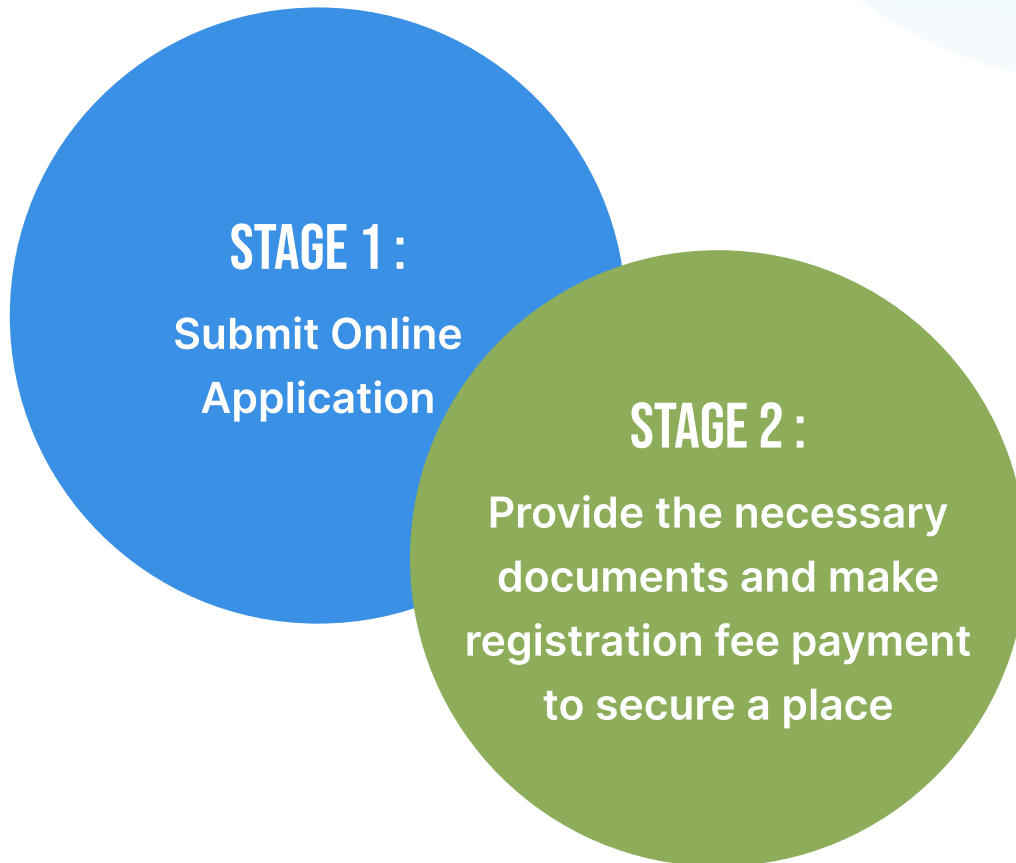 STAGE 1 :
Submit Online
Application
STAGE 2 :
Provide the necessary
documents and make
registration fee payment
to secure a place